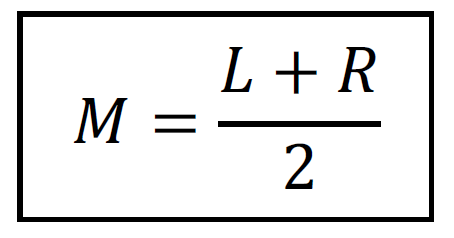 M = (L + R) / 2